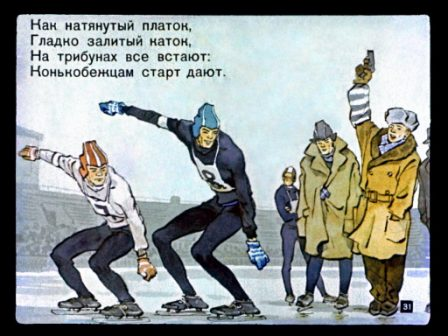 Как натянутый платок,
Гладко залитый каток,
На трибунах все встают:
Конькобежцам старт дают.
31